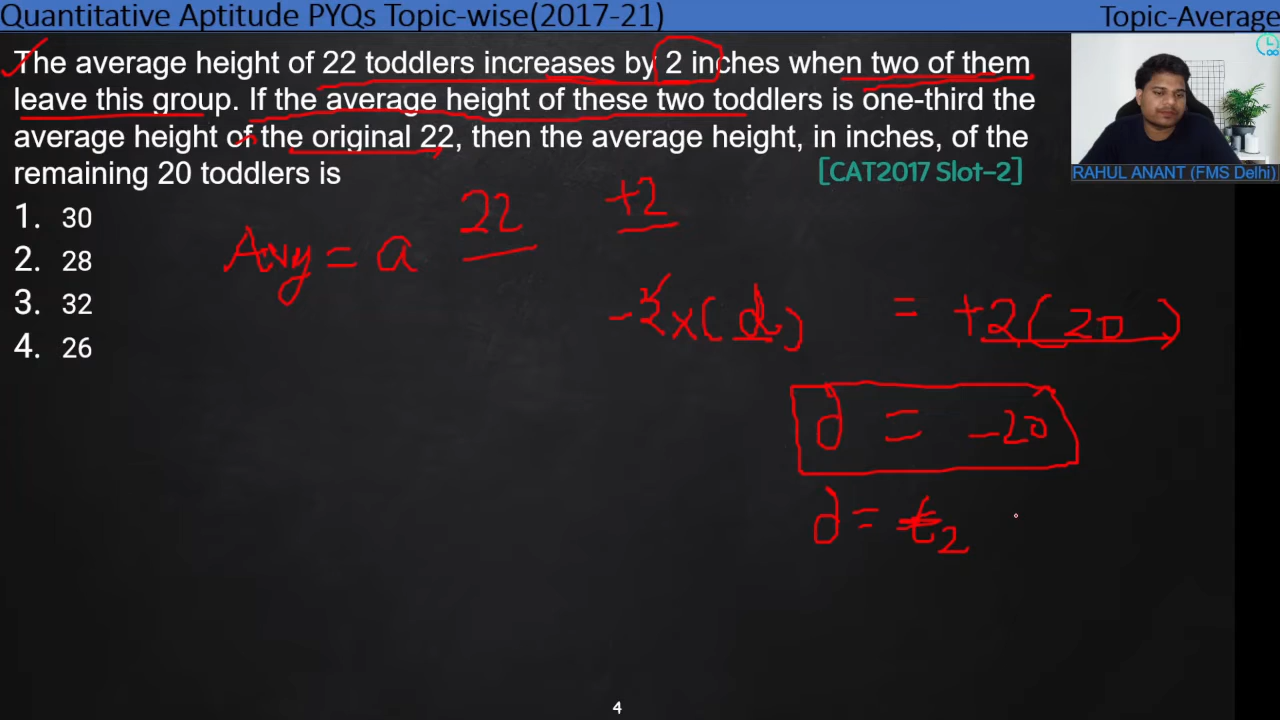 Quantitative Aptitude PYQs Topic-wise(2017-21)
Topic-Average
The average height of 22 toddlers increases by 2 inches when two of them
leave this group. If the average height of these two toddlers is one-third the
average height of the original 22, then the average height, in inches, of the
remaining 20 toddlers is
[CAT2017 Slot-2]
RAHUL ANANT (FMS Delhi)
1. 30
2. 28
3. 32
4. 26
Avg = a
22
+2
-2x(d) = +2(20)
d = -20
d =
4